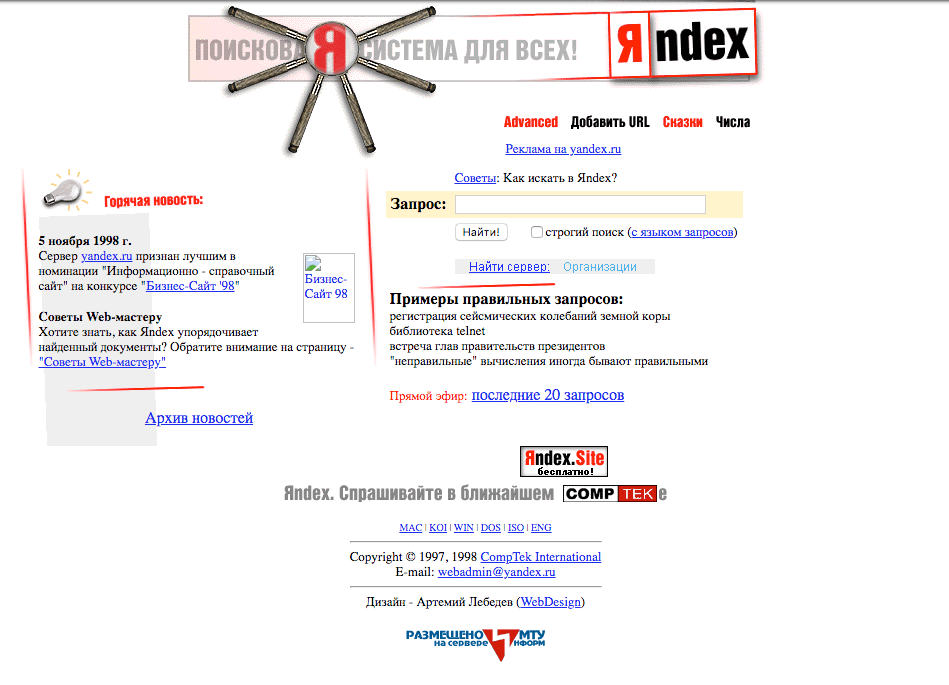 ПОИСКОВАЯ СИСТЕМА ДЛЯ ВСЕХ!
Яndex
Advanced Добавить URL Сказки Числа
Реклама на yandex.ru
Советы: Как искать в Яndex?
Запрос:
Найти! строгий поиск (с языком запросов)
Найти сервер: Организации
Примеры правильных запросов:
регистрация сейсмических колебаний земной коры
библиотека telnet
встреча глав правительств президентов
"неправильные" вычисления иногда бывают правильными
Прямой эфир: последние 20 запросов
Горячая новость:
5 ноября 1998 г.
Сервер yandex.ru признан лучшим в
номинации "Информационно - справочный
сайт" на конкурсе "Бизнес-Сайт '98"
Бизнес-
Сайт 98
Советы Web-мастеру
Хотите знать, как Яndex упорядочивает
найденный документы? Обратите внимание на страницу -
"Советы Web-мастеру"
Архив новостей
Яndex.Site
бесплатно!
Яndex. Спрашивайте в ближайшем COMPTEKе
MAC | KOI | WIN | DOS | ISO | ENG
Copyright © 1997, 1998 CompTek International
E-mail: webadmin@yandex.ru
Дизайн - Артемий Лебедев (WebDesign)
РАЗМЕЩЕНО МТУ
на сервере ИНФОРМ